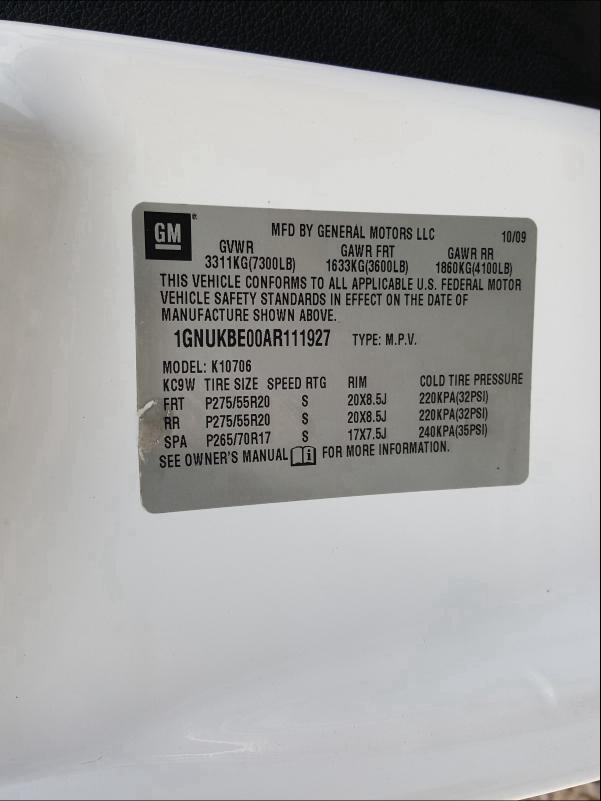 GM
MFD BY GENERAL MOTORS LLC 10/09
GVWR GAWR FRT GAWR RR
3311KG(7300LB) 1633KG(3600LB) 1860KG(4100LB)
THIS VEHICLE CONFORMS TO ALL APPLICABLE U.S. FEDERAL MOTOR
VEHICLE SAFETY STANDARDS IN EFFECT ON THE DATE OF
MANUFACTURE SHOWN ABOVE.
1GNUKBE00AR111927 TYPE: M.P.V.
MODEL: K10706
KC9W TIRE SIZE SPEED RTG RIM COLD TIRE PRESSURE
FRT P275/55R20 S 20X8.5J 220KPA(32PSI)
RR P275/55R20 S 20X8.5J 220KPA(32PSI)
SPA P265/70R17 S 17X7.5J 240KPA(35PSI)
SEE OWNER'S MANUAL i FOR MORE INFORMATION.